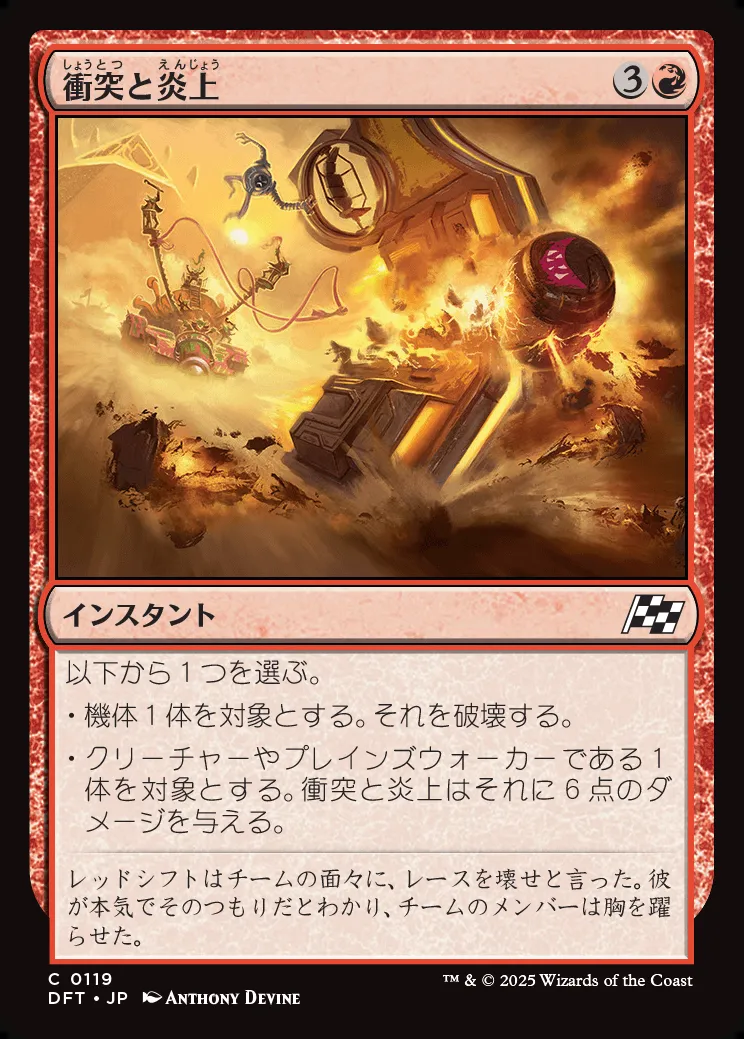 しょうとつ えんじょう
衝突と炎上 3
インスタント
以下から1つを選ぶ。
・機体1体を対象とする。それを破壊する。
・クリーチャーやプレインズウォーカーである1
体を対象とする。衝突と炎上はそれに6点のダ
メージを与える。
レッドシフトはチームの面々に、レースを壊せと言った。彼
が本気でそのつもりだとわかり、チームのメンバーは胸を躍
らせた。
C 0119
DFT • JP ANTHONY DEVINE
™ & © 2025 Wizards of the Coast